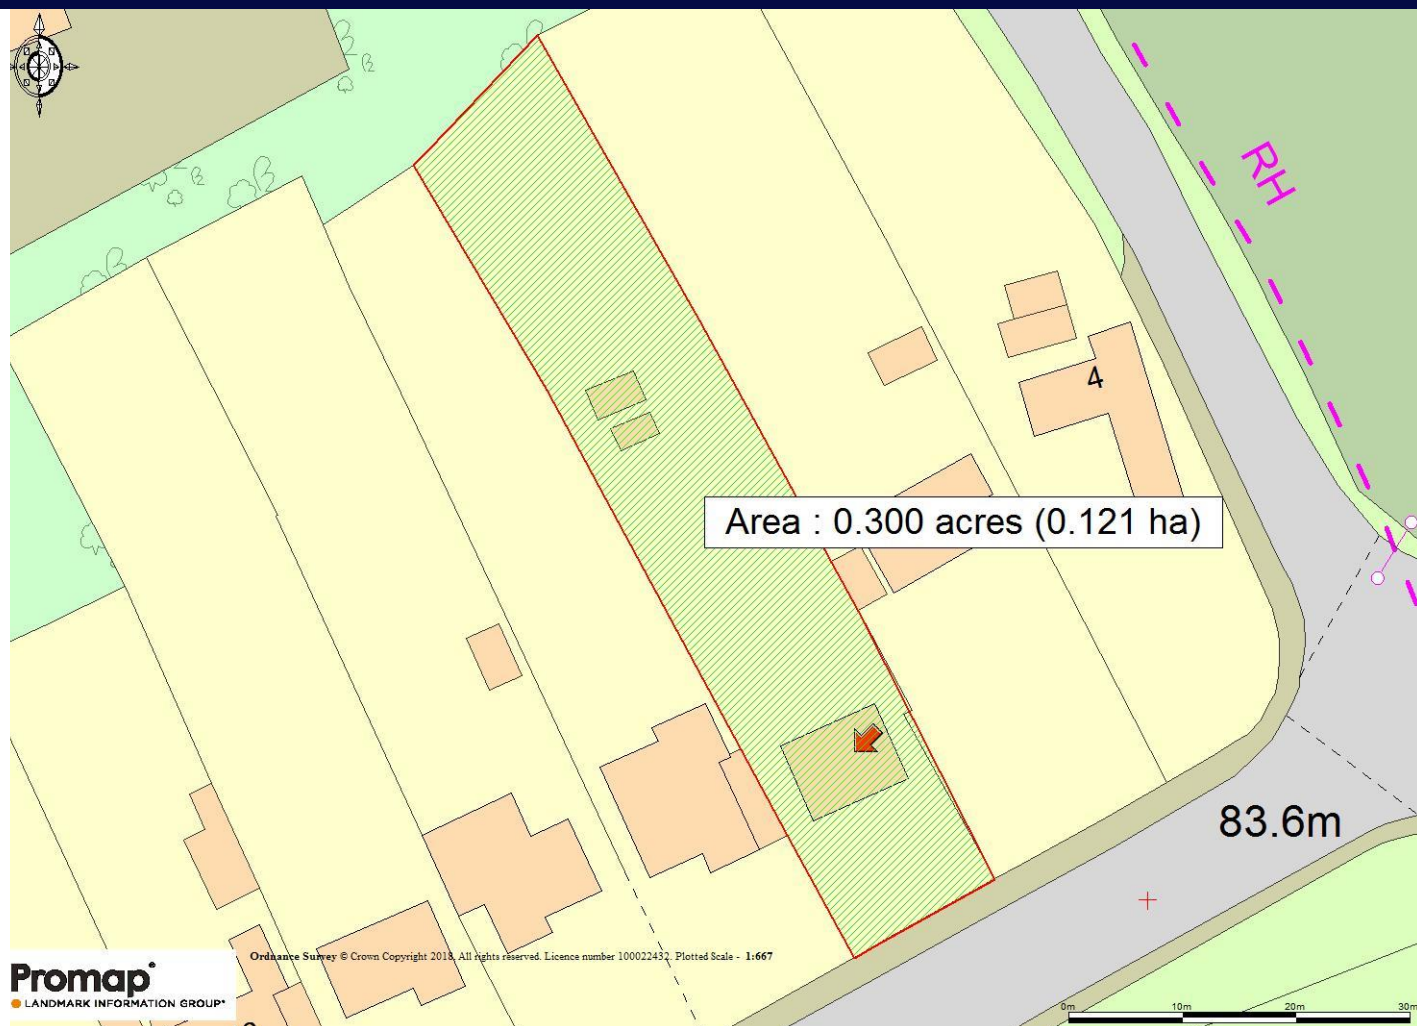 RH
4
Area : 0.300 acres (0.121 ha)
83.6m
Ordnance Survey © Crown Copyright 2018. All rights reserved. Licence number 100022432. Plotted Scale - 1:667
Promap
LANDMARK INFORMATION GROUP
0m 10m 20m 30m